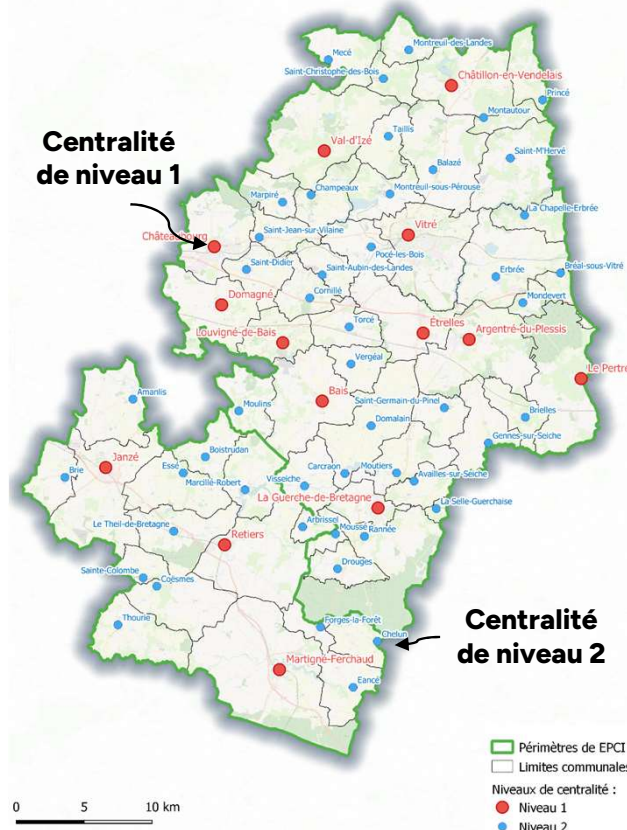 Mecé
Montreuil-des-Landes
Saint-Christophe-des-Bois
Châtillon-en-Vendelais
Princé
Montautour
Taillis
Centralité
de niveau 1
Val-d'Izé
Saint-M'Hervé
Balazé
Champeaux
Montreuil-sous-Pérouse
Marpiré
La Chapelle-Erbrée
Châteaubourg
Saint-Jean-sur-Vilaine
Vitré
Pocé-les-Bois
Saint-Didier
Saint-Aubin-des-Landes
Erbrée
Bréal-sous-Vitré
Cornillé
Domagné
Mondevert
Torcé
Étrelles
Argentré-du-Plessis
Louvigné-de-Bais
Vergéal
Le Pertre
Amanlis
Bais
Moulins
Saint-Germain-du-Pinel
Brielles
Domalain
Gennes-sur-Seiche
Janzé
Boistrudan
Brie
Essé
Marcillé-Robert
Visseiche
Carcraon
Moutiers
Availles-sur-Seiche
La Guerche-de-Bretagne
La Selle-Guerchaise
Le Theil-de-Bretagne
Retiers
Arbrissel
Moussé
Rannée
Drouges
Sainte-Colombe
Coësmes
Thourie
Forges-la-Forêt
Chelun
Centralité
de niveau 2
Martigné-Ferchaud
Eancé
Périmètres de EPCI
Limites communales
Niveaux de centralité :
Niveau 1
Niveau 2
0 5 10 km